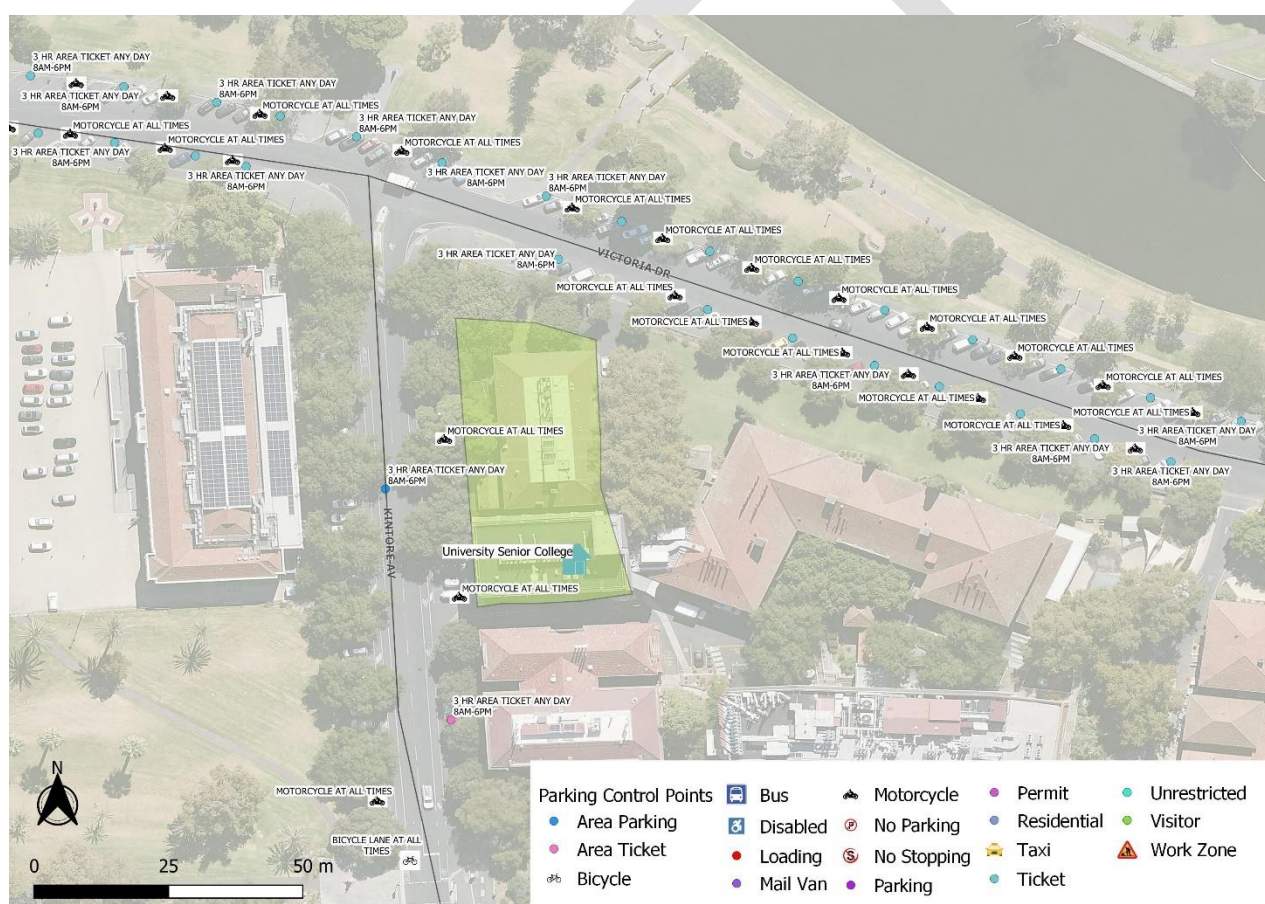 3 HR AREA TICKET ANY DAY
8AM-6PM
3 HR AREA TICKET ANY DAY
8AM-6PM
3 HR AREA TICKET ANY DAY
8AM-6PM
MOTORCYCLE AT ALL TIMES
3 HR AREA TICKET ANY DAY
8AM-6PM
MOTORCYCLE AT ALL TIMES
MOTORCYCLE AT ALL TIMES
3 HR AREA TICKET ANY DAY
8AM-6PM
3 HR AREA TICKET ANY DAY
8AM-6PM
MOTORCYCLE AT ALL TIMES
3 HR AREA TICKET ANY DAY
8AM-6PM
3 HR AREA TICKET ANY DAY
8AM-6PM
MOTORCYCLE AT ALL TIMES
MOTORCYCLE AT ALL TIMES
3 HR AREA TICKET ANY DAY
8AM-6PM
VICTORIA DR
MOTORCYCLE AT ALL TIMES
MOTORCYCLE AT ALL TIMES
MOTORCYCLE AT ALL TIMES
MOTORCYCLE AT ALL TIMES
MOTORCYCLE AT ALL TIMES
MOTORCYCLE AT ALL TIMES
MOTORCYCLE AT ALL TIMES
3 HR AREA TICKET ANY DAY
8AM-6PM
MOTORCYCLE AT ALL TIMES
MOTORCYCLE AT ALL TIMES
MOTORCYCLE AT ALL TIMES
MOTORCYCLE AT ALL TIMES
3 HR AREA TICKET ANY DAY
8AM-6PM
3 HR AREA TICKET ANY DAY
8AM-6PM
3 HR AREA TICKET ANY DAY
8AM-6PM
MOTORCYCLE AT ALL TIMES
3 HR AREA TICKET ANY DAY
8AM-6PM
KINTORE AV
University Senior College
MOTORCYCLE AT ALL TIMES
3 HR AREA TICKET ANY DAY
8AM-6PM
MOTORCYCLE AT ALL TIMES
BICYCLE LANE AT ALL
TIMES
N
0 25 50 m
Parking Control Points
Area Parking
Area Ticket
Bicycle
Bus
Disabled
Loading
Mail Van
Motorcycle
No Parking
No Stopping
Parking
Permit
Residential
Taxi
Ticket
Unrestricted
Visitor
Work Zone